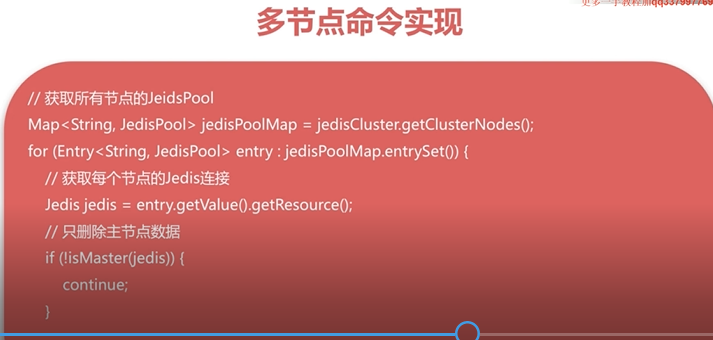 多节点命令实现
// 获取所有节点的JeidsPool
Map<String, JedisPool> jedisPoolMap = jedisCluster.getClusterNodes();
for (Entry<String, JedisPool> entry : jedisPoolMap.entrySet()) {
// 获取每个节点的Jedis连接
Jedis jedis = entry.getValue().getResource();
// 只删除主节点数据
if (!isMaster(jedis)) {
continue;
}